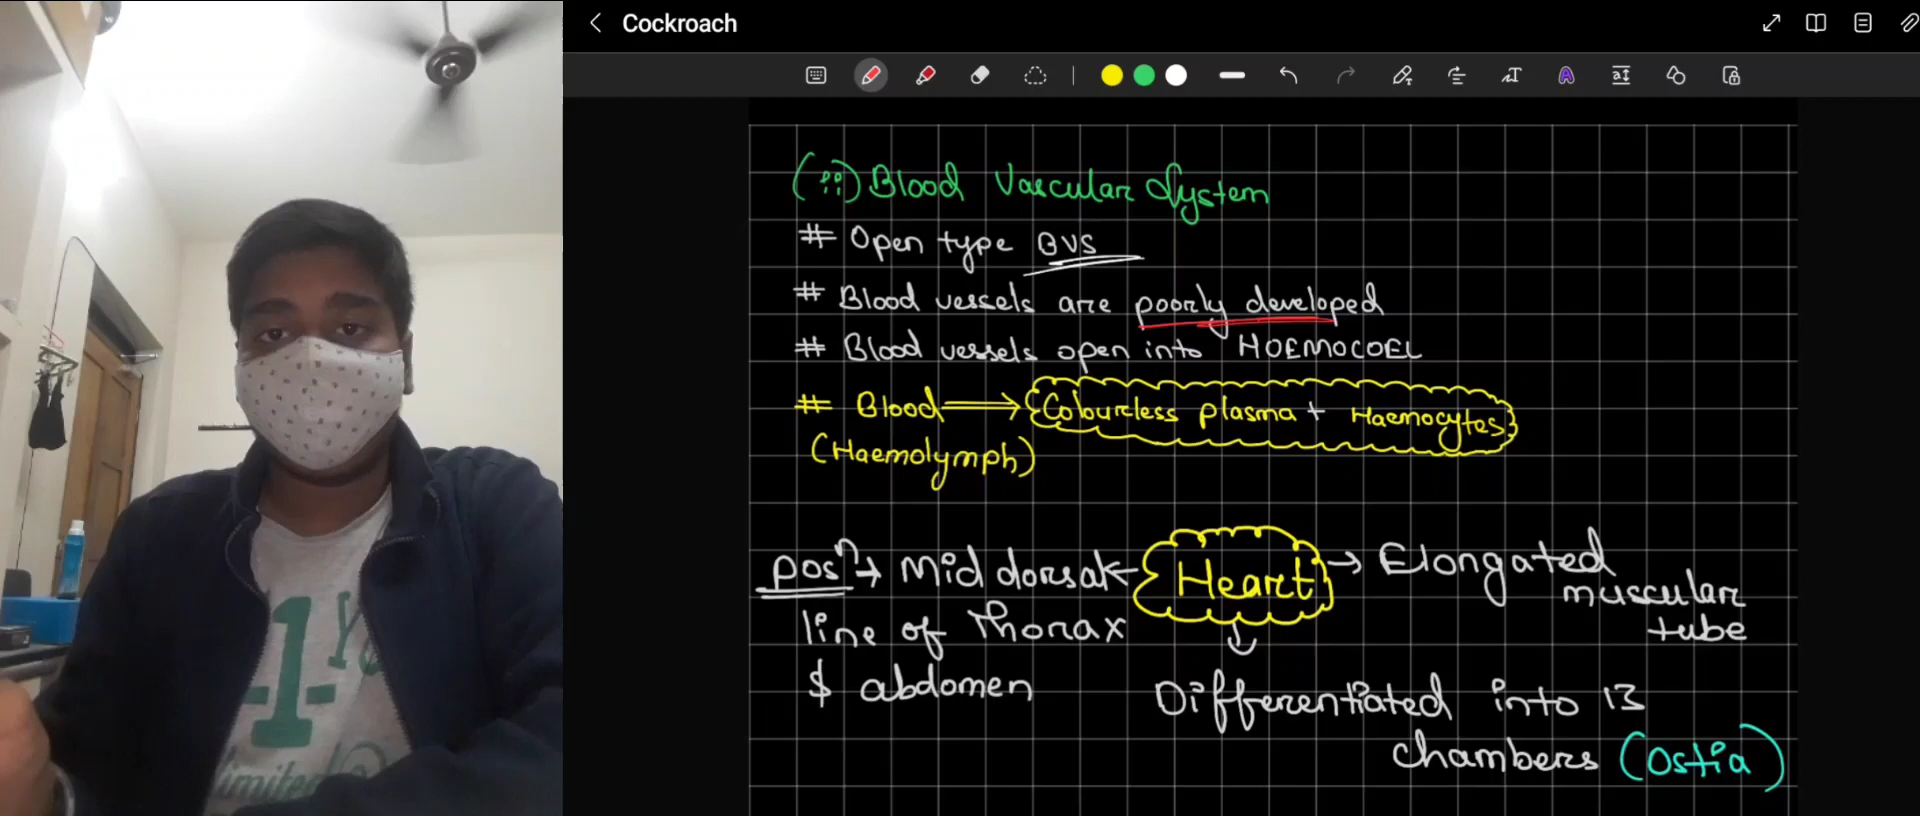 Cockroach
(ii) Blood Vascular System
# Open type BVS
# Blood vessels are poorly developed
# Blood vessels open into HOEMOCOEL
# Blood ⟹ Colourless plasma + Haemocytes
(Haemolymph)
posⁿ → Mid dorsal ← Heart → Elongated
muscular
tube
line of Thorax
$ abdomen
Differentiated into 13
chambers (Ostia)
1